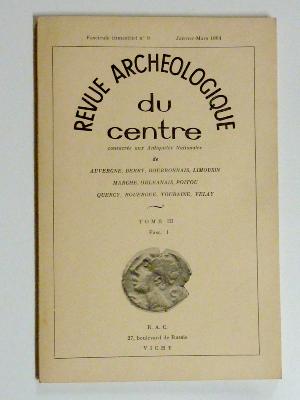 Fascicule trimestriel n° 9 Janvier-Mars 1964
REVUE ARCHEOLOGIQUE
du
centre
consacrée aux Antiquités Nationales
de
AUVERGNE, BERRY, BOURBONNAIS, LIMOUSIN
MARCHE, ORLEANAIS, POITOU
QUERCY, ROUERGUE, TOURAINE, VELAY
TOME III
Fasc. 1
R. A. C.
27, boulevard de Russie
VICHY